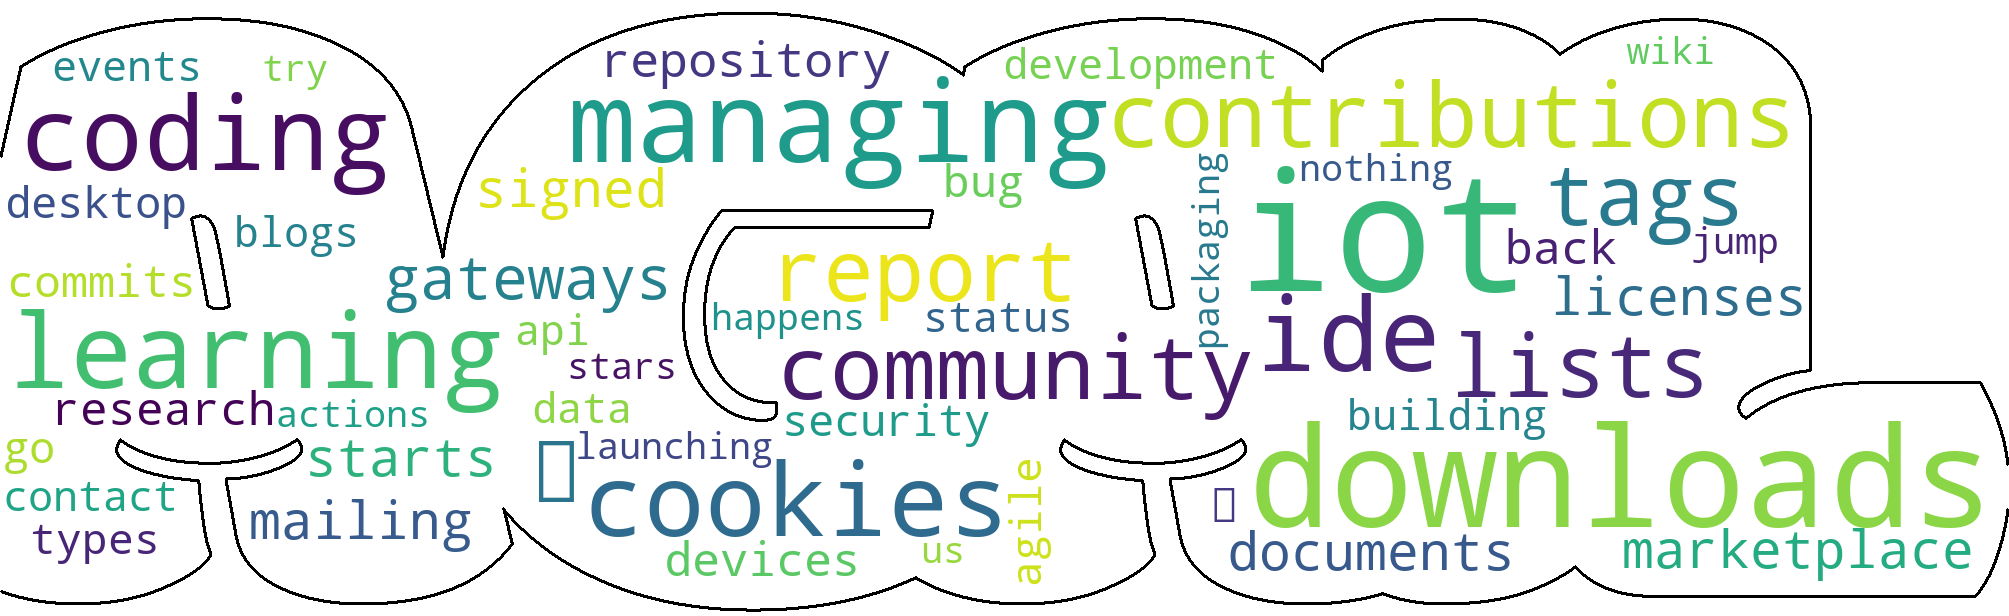 events
try
repository
development
wiki
coding
managing
contributions
desktop
signed
bug
packaging
nothing
iot
tags
blogs
back
jump
commits
gateways
report
licenses
learning
api
happens
status
ide
lists
stars
community
research
actions
data
security
building
go
starts
launching
downloads
contact
mailing
cookies
agile
types
devices
us
documents
marketplace